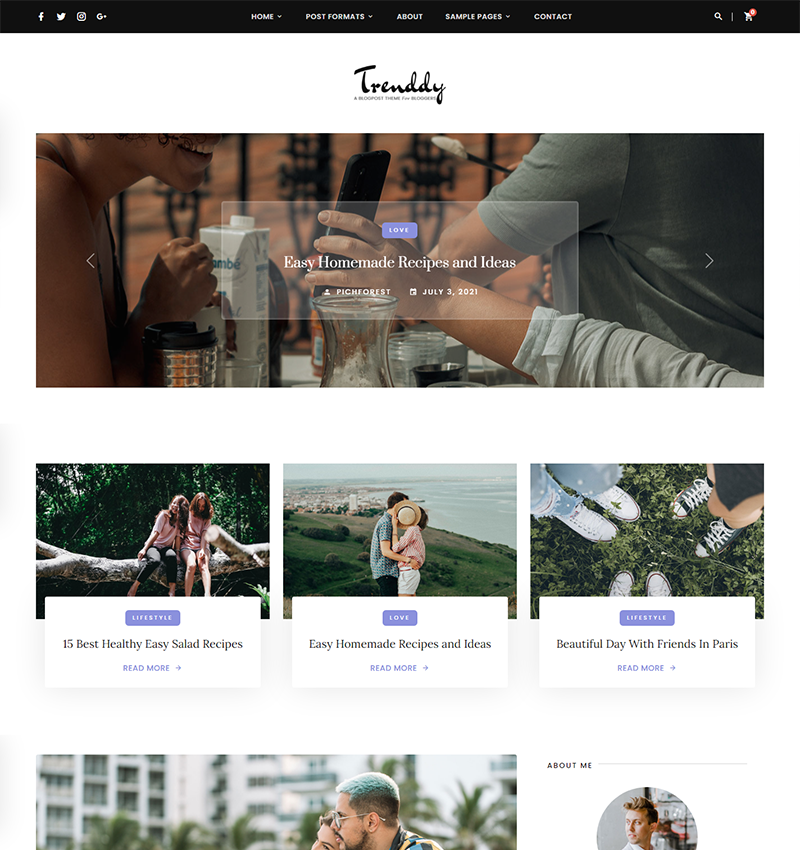 HOME POST FORMATS ABOUT SAMPLE PAGES CONTACT 0
Trenddy
A BLOGPOST THEME For BLOGGERS
LOVE
Easy Homemade Recipes and Ideas
PICHFOREST JULY 3, 2021
LIFESTYLE
15 Best Healthy Easy Salad Recipes
READ MORE
LOVE
Easy Homemade Recipes and Ideas
READ MORE
LIFESTYLE
Beautiful Day With Friends In Paris
READ MORE
ABOUT ME